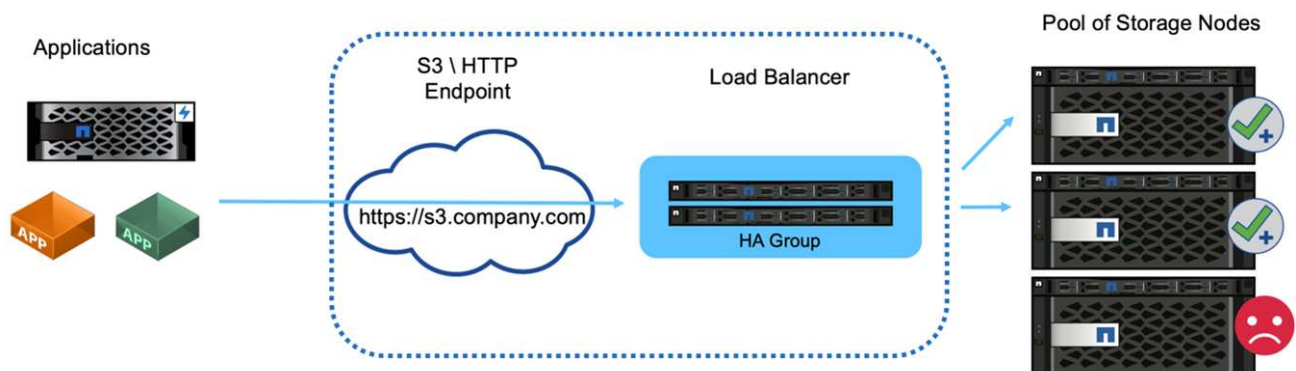 Applications
APP
APP
S3 \ HTTP
Endpoint
https://s3.company.com
Load Balancer
HA Group
Pool of Storage Nodes